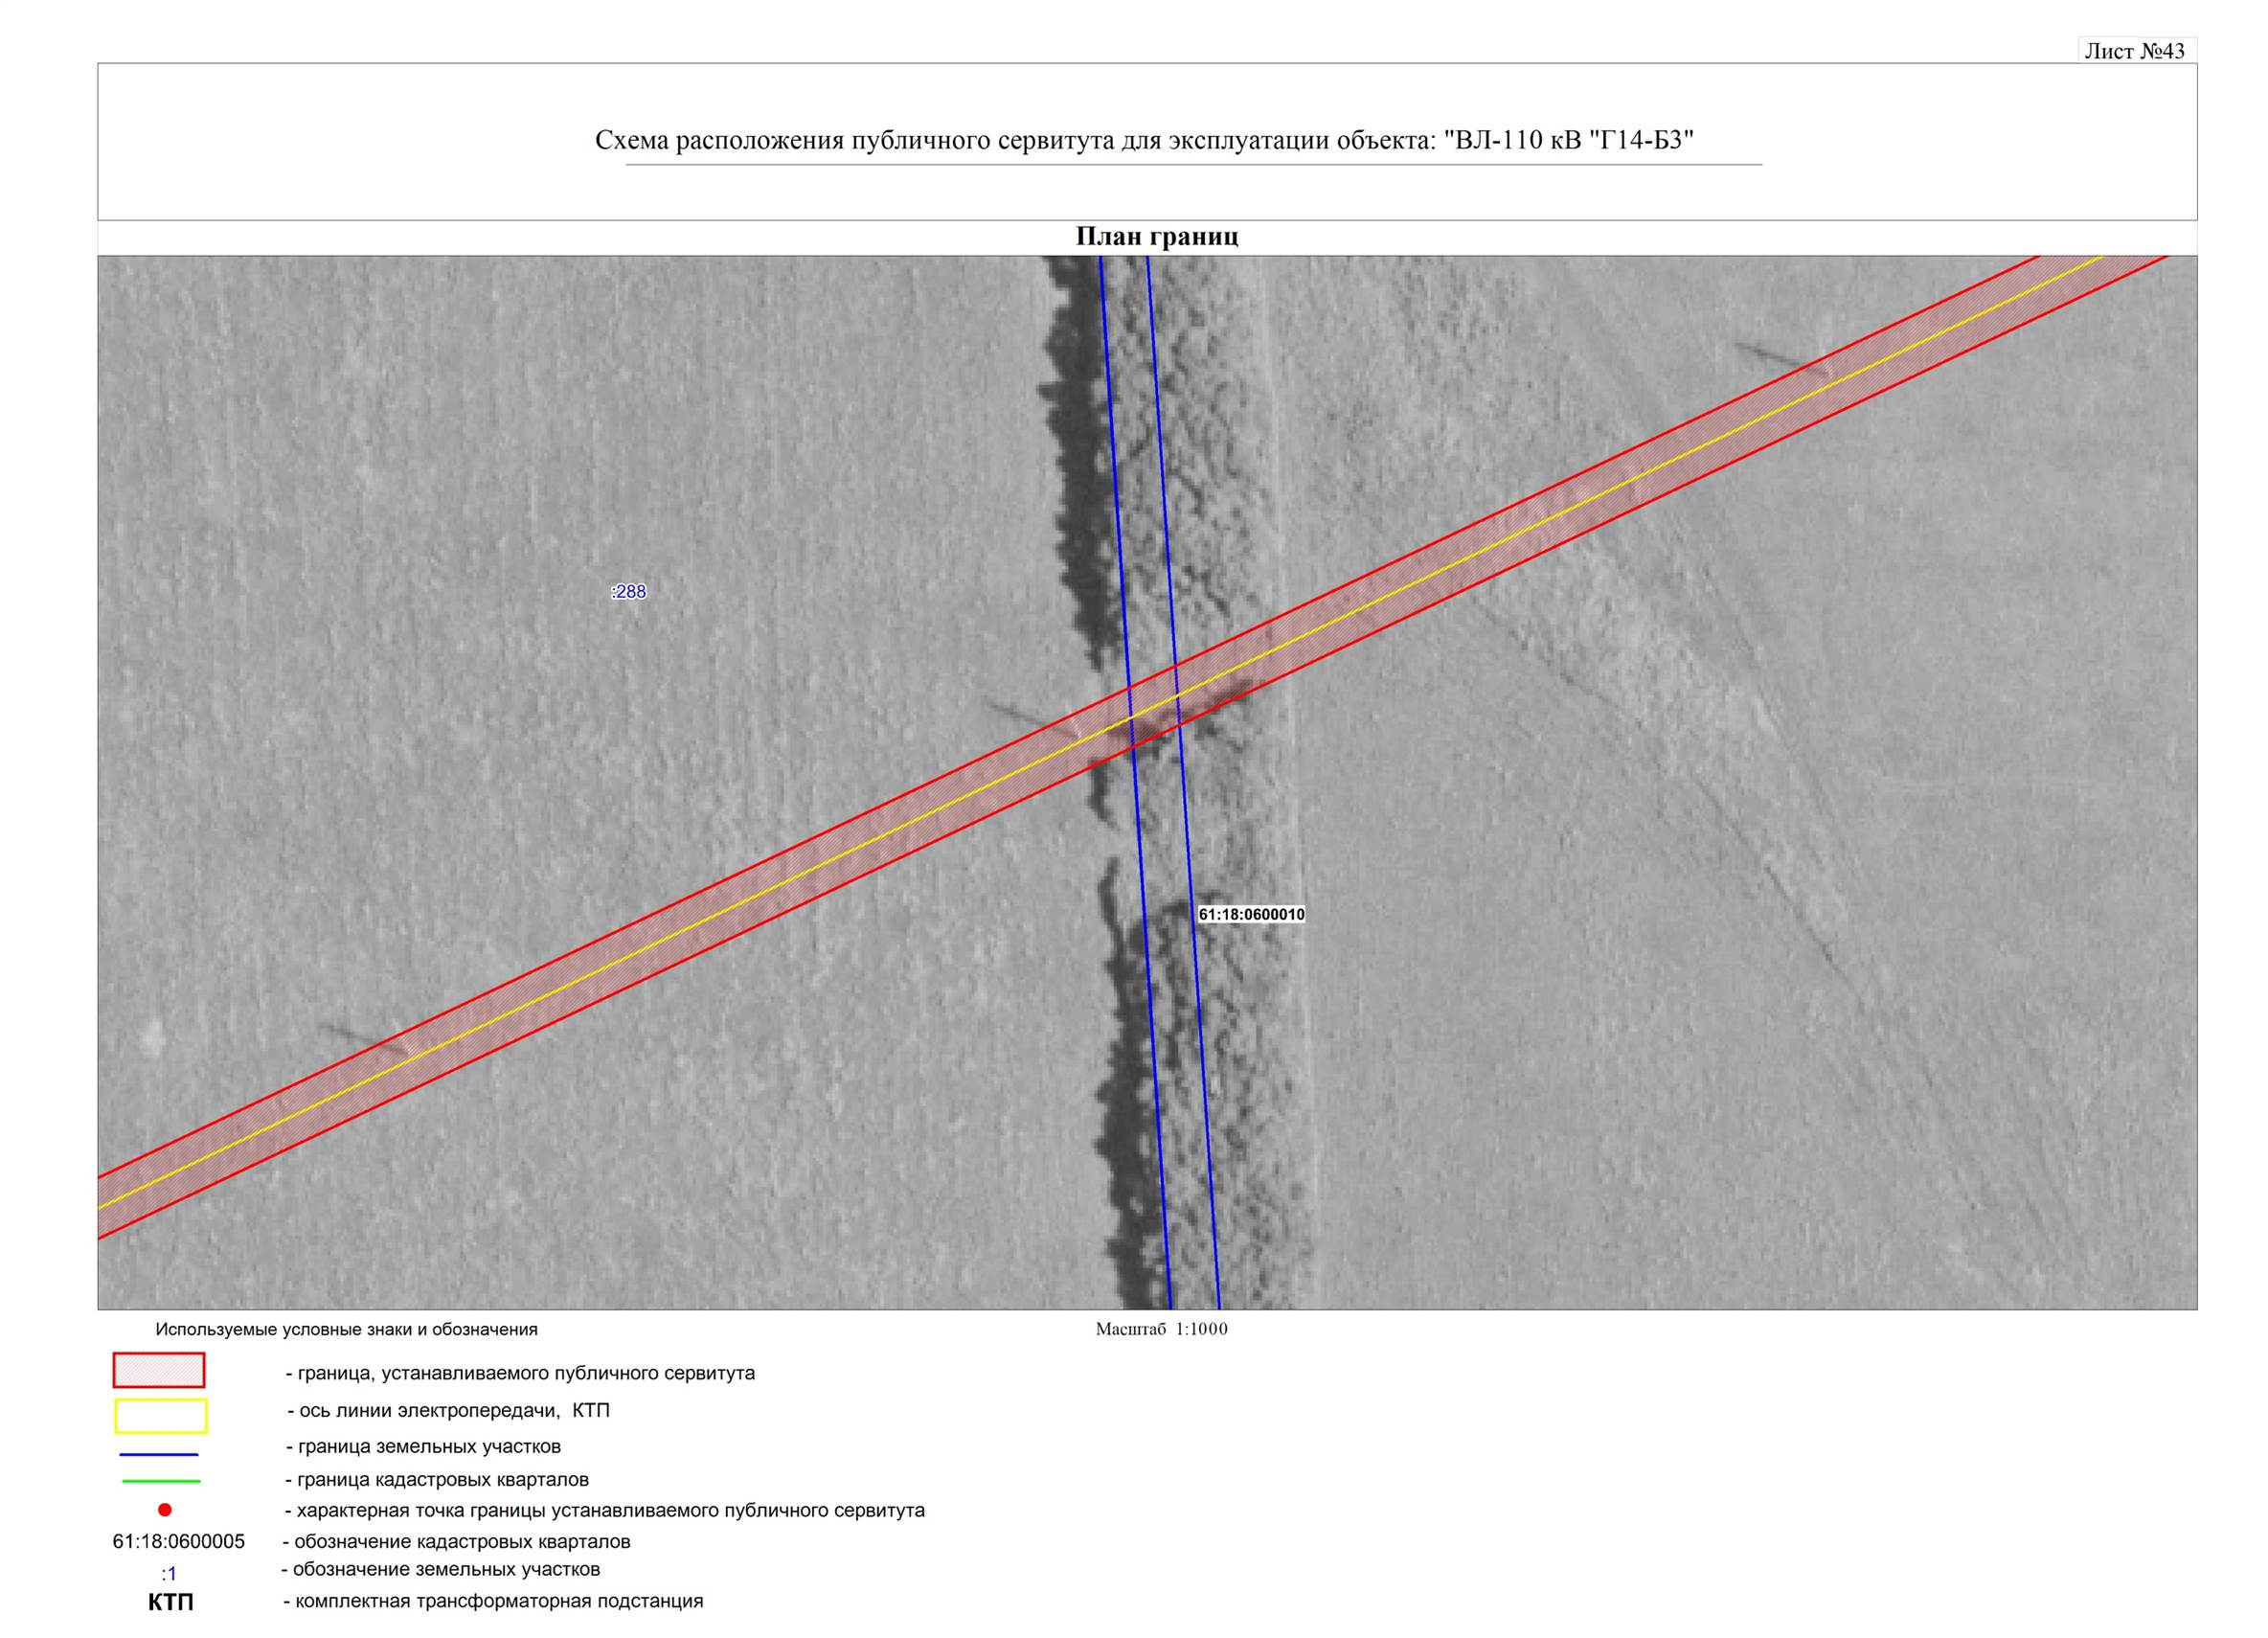 Лист №43
Схема расположения публичного сервитута для эксплуатации объекта: "ВЛ-110 кВ "Г14-Б3"
План границ
:288
61:18:0600010
Используемые условные знаки и обозначения
Масштаб 1:1000
- граница, устанавливаемого публичного сервитута
- ось линии электропередачи, КТП
- граница земельных участков
- граница кадастровых кварталов
- характерная точка границы устанавливаемого публичного сервитута
61:18:0600005 - обозначение кадастровых кварталов
:1 - обозначение земельных участков
КТП - комплектная трансформаторная подстанция